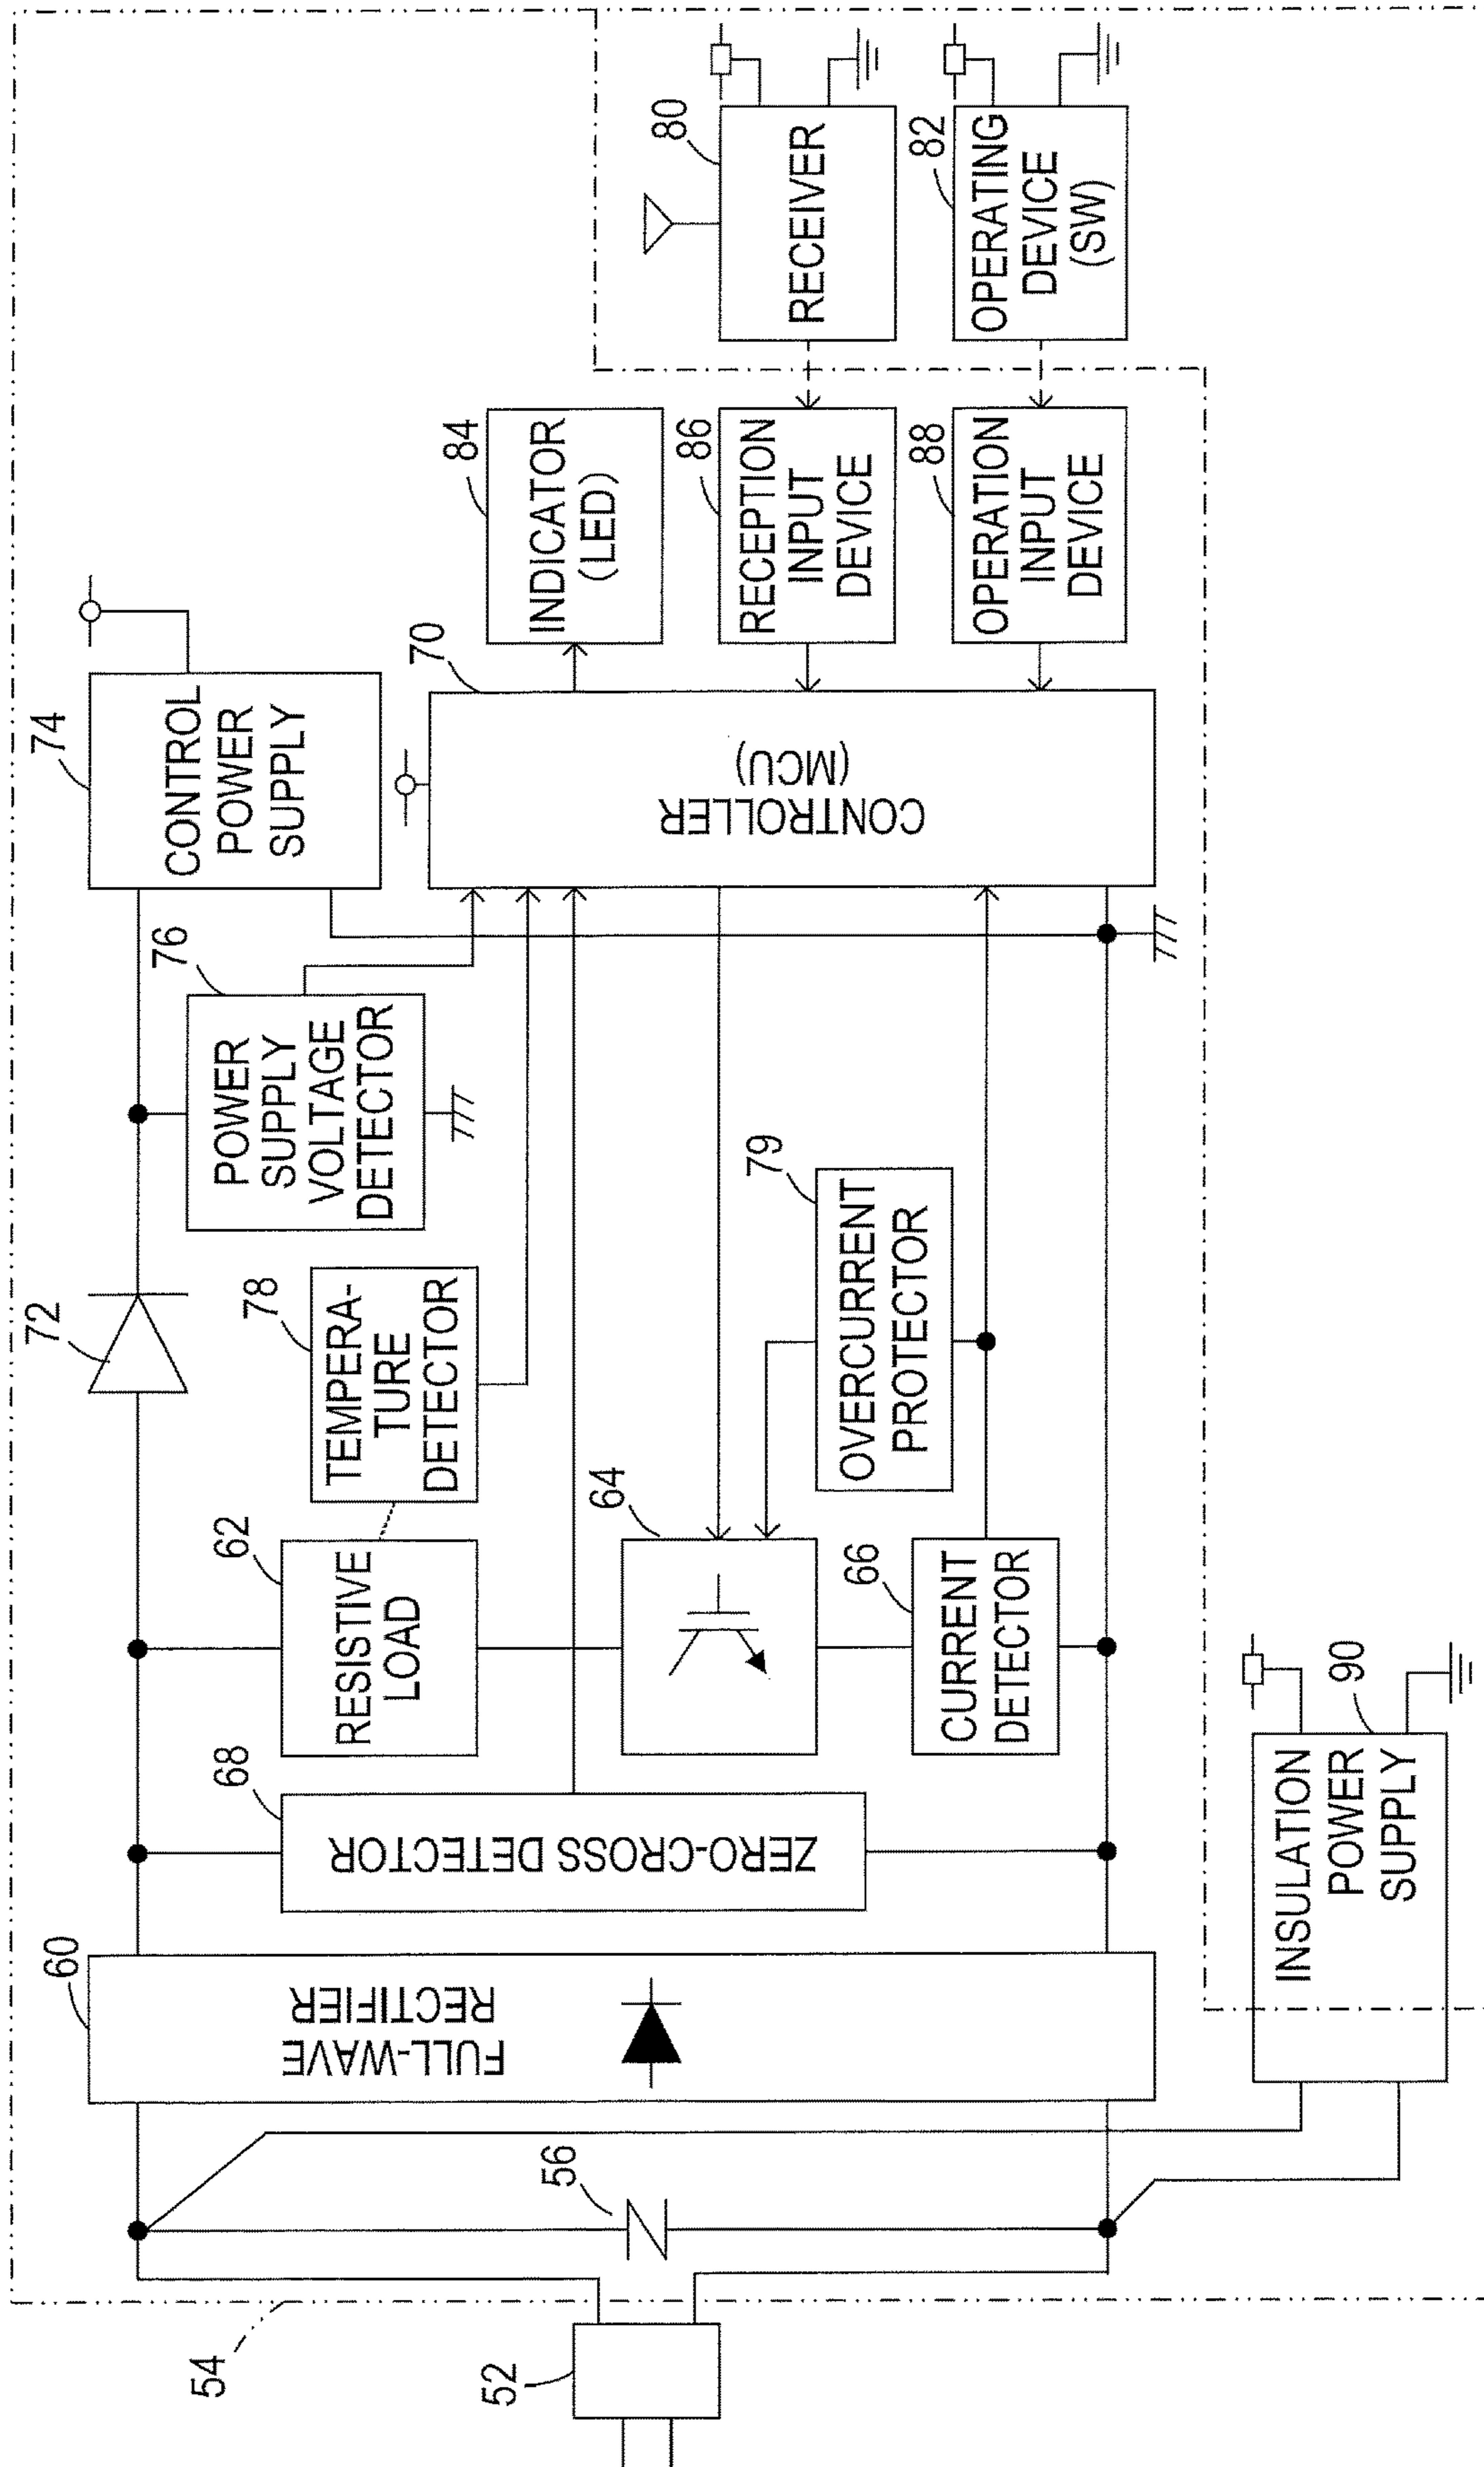 54
52
56
60
FULL-WAVE
RECTIFIER
68
ZERO-CROSS DETECTOR
62
RESISTIVE
LOAD
64
66
CURRENT
DETECTOR
72
78
TEMPERA-
TURE
DETECTOR
79
OVERCURRENT
PROTECTOR
76
POWER
SUPPLY
VOLTAGE
DETECTOR
74
CONTROL
POWER
SUPPLY
70
CONTROLLER
(MCU)
84
INDICATOR
(LED)
86
RECEPTION
INPUT
DEVICE
88
OPERATION
INPUT
DEVICE
80
RECEIVER
82
OPERATING
DEVICE
(SW)
90
INSULATION
POWER
SUPPLY